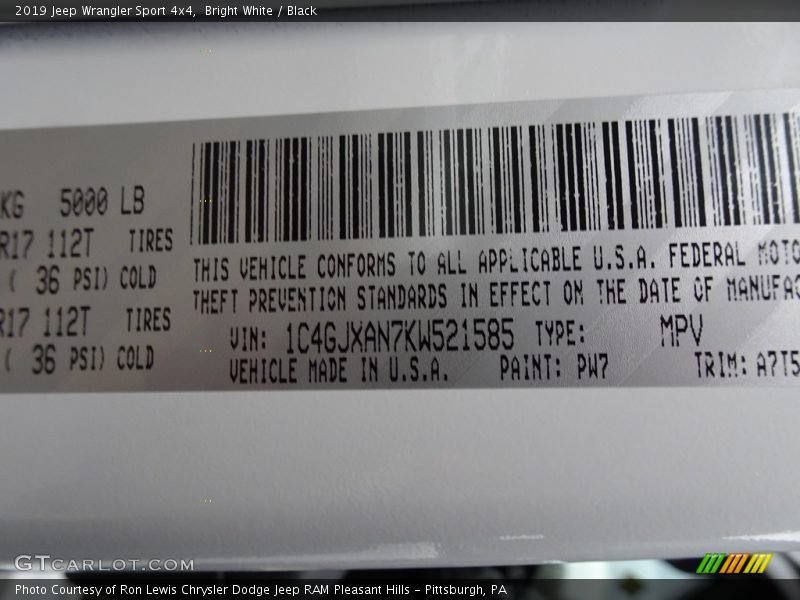 2019 Jeep Wrangler Sport 4x4, Bright White / Black
KG 5000 LB
R17 112T TIRES
( 36 PSI) COLD
R17 112T TIRES
( 36 PSI) COLD
THIS VEHICLE CONFORMS TO ALL APPLICABLE U.S.A. FEDERAL MOTO
THEFT PREVENTION STANDARDS IN EFFECT ON THE DATE OF MANUFAC
VIN: 1C4GJXAN7KW521585 TYPE: MPV
VEHICLE MADE IN U.S.A. PAINT: PW7 TRIM: A7T5
GTCARLOT.COM
Photo Courtesy of Ron Lewis Chrysler Dodge Jeep RAM Pleasant Hills - Pittsburgh, PA